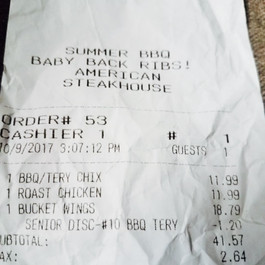 SUMMER BBQ
BABY BACK RIBS!
AMERICAN
STEAKHOUSE
ORDER# 53
CASHIER 1 # 1
10/9/2017 3:07:12 PM GUESTS 1
1 BBQ/TERY CHIX 11.99
1 ROAST CHICKEN 11.99
1 BUCKET WINGS 18.79
SENIOR DISC-#10 BBQ TERY -1.20
SUBTOTAL: 41.57
AX: 2.64